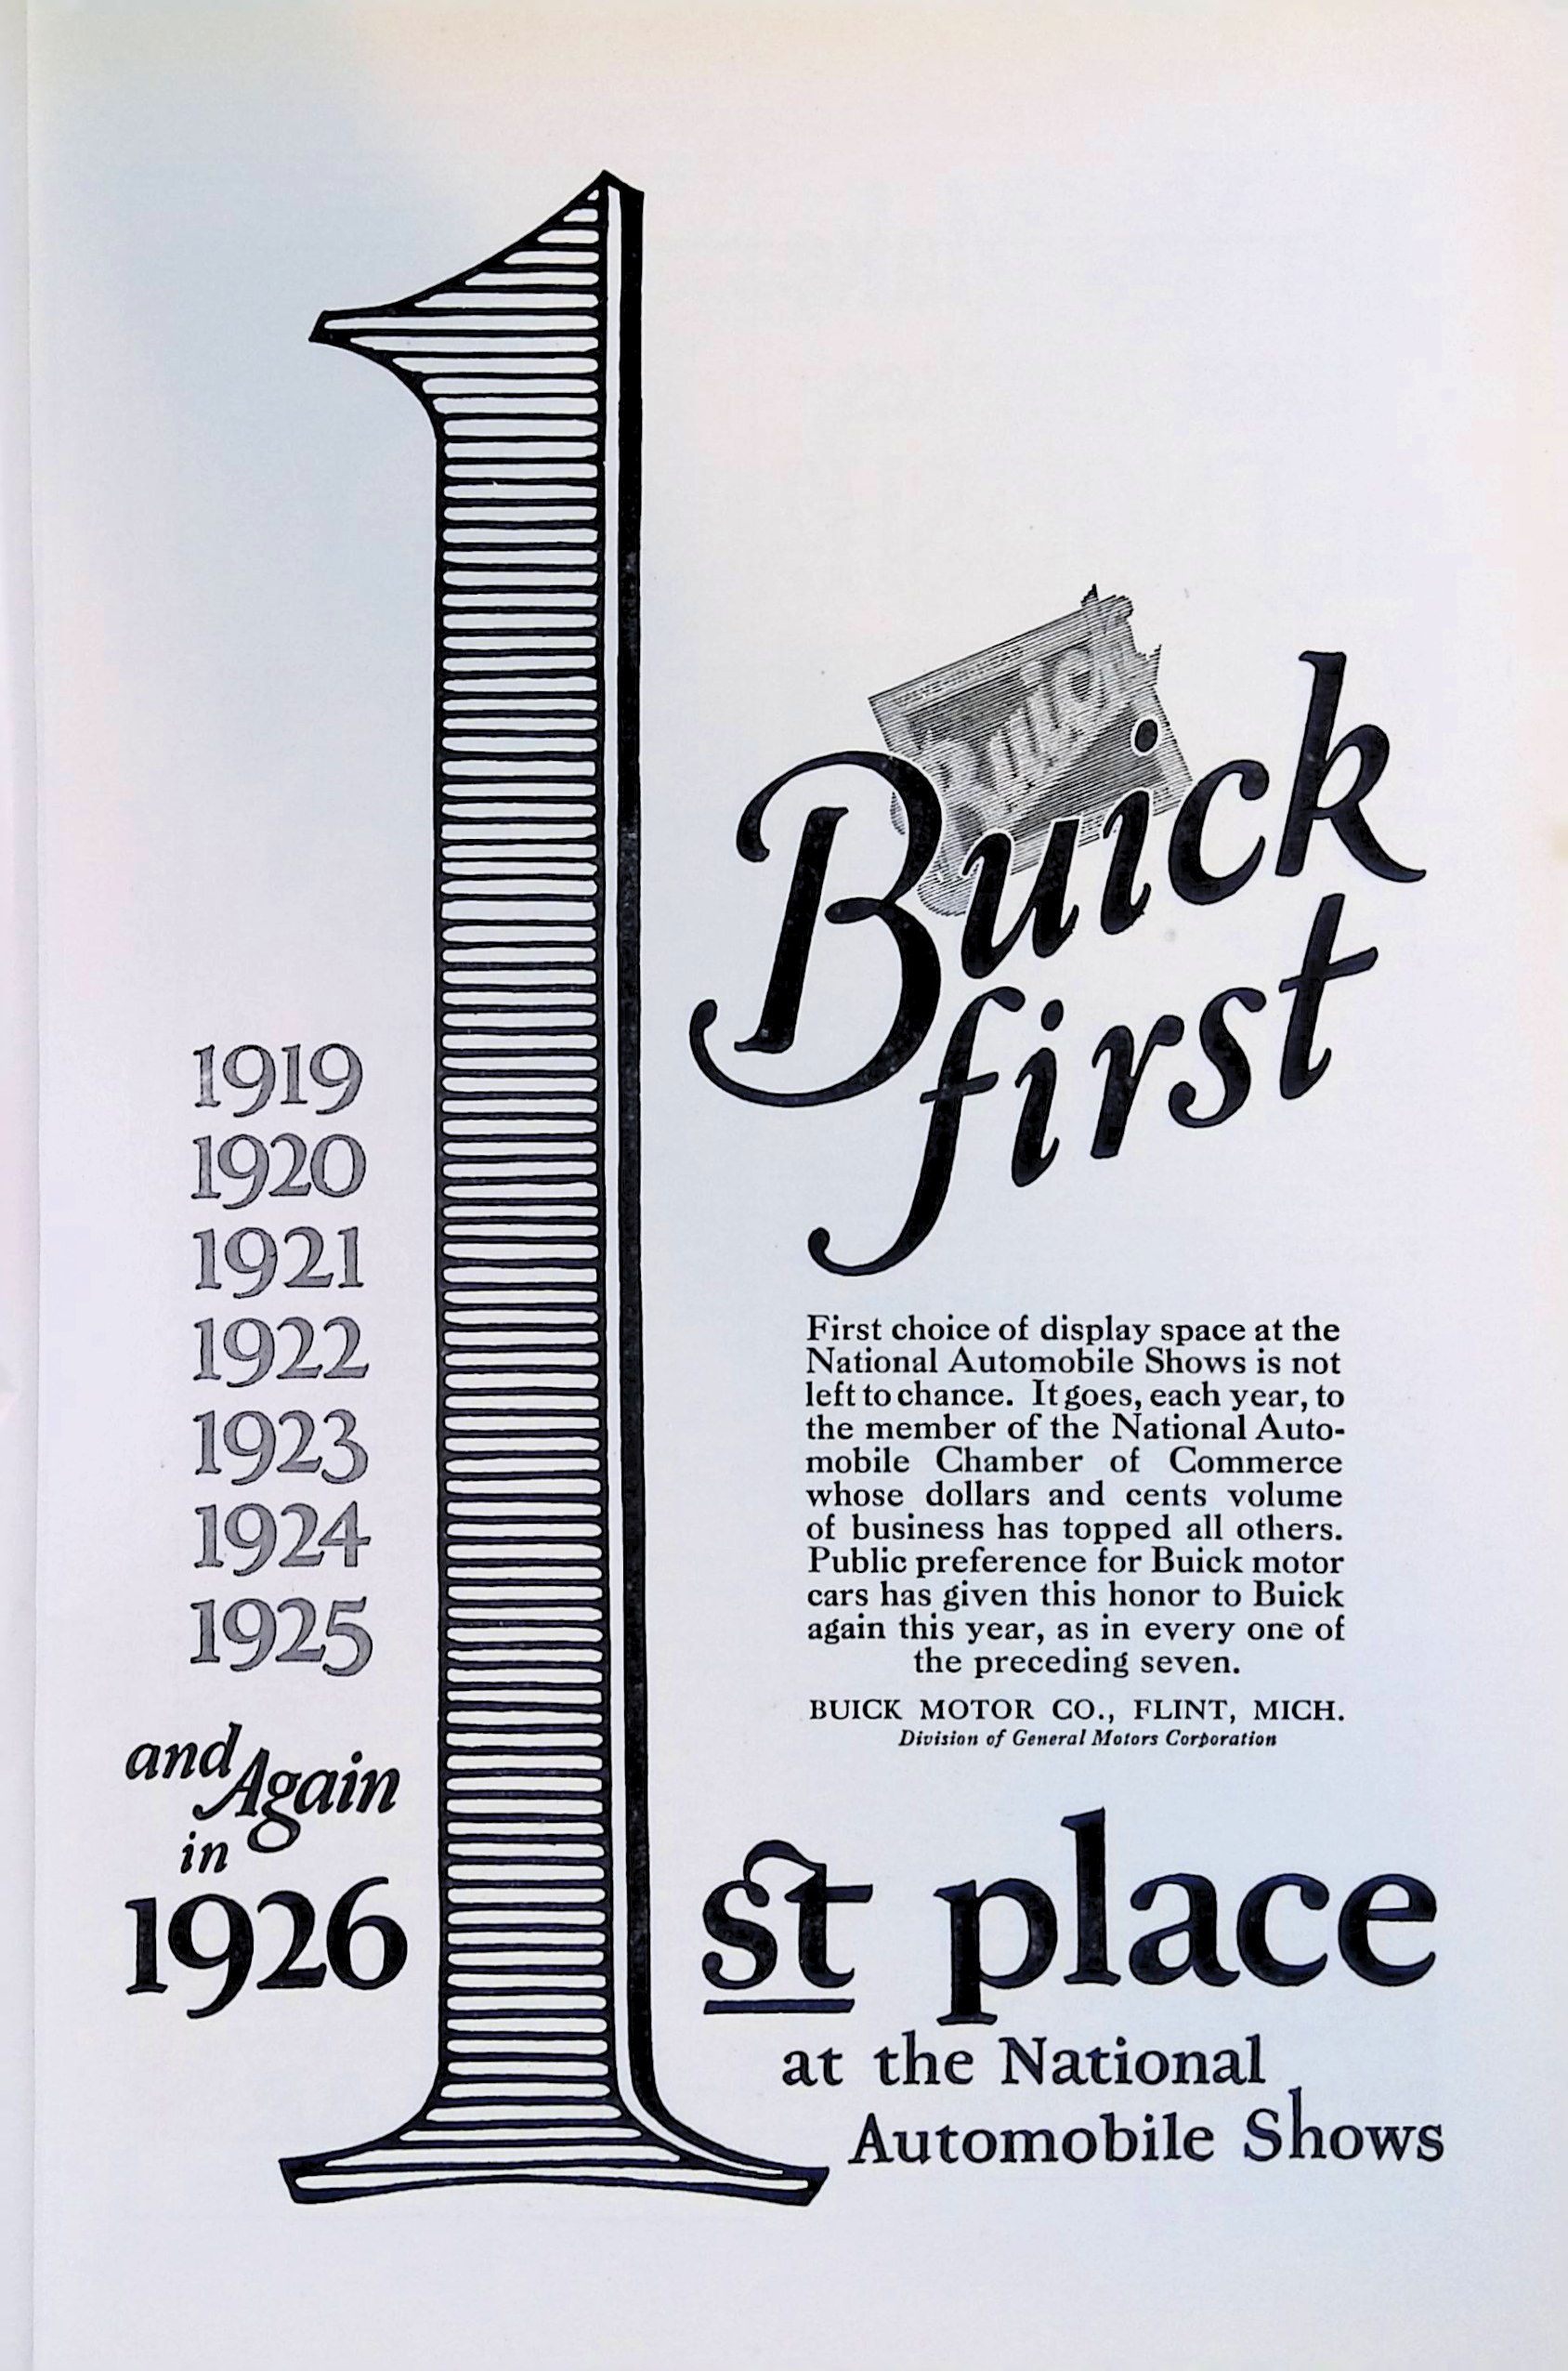 Buick
Buick
first
1919
1920
1921
1922
1923
1924
1925
and Again
in
1926
First choice of display space at the
National Automobile Shows is not
left to chance. It goes, each year, to
the member of the National Auto-
mobile Chamber of Commerce
whose dollars and cents volume
of business has topped all others.
Public preference for Buick motor
cars has given this honor to Buick
again this year, as in every one of
the preceding seven.
BUICK MOTOR CO., FLINT, MICH.
Division of General Motors Corporation
1st place
at the National
Automobile Shows